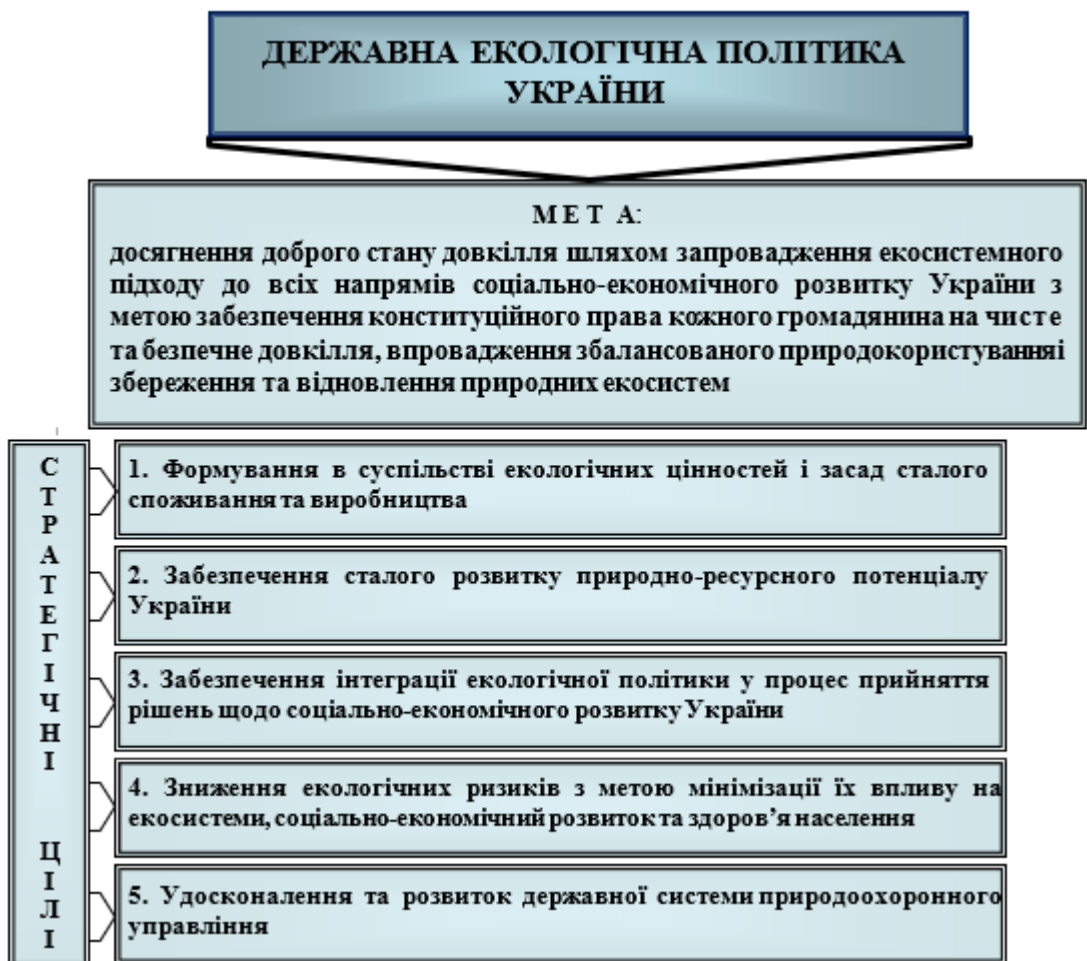 ДЕРЖАВНА ЕКОЛОГІЧНА ПОЛІТИКА
УКРАЇНИ
М Е Т А:
досягнення доброго стану довкілля шляхом запровадження екосистемного
підходу до всіх напрямів соціально-економічного розвитку України з
метою забезпечення конституційного права кожного громадянина на чисте
та безпечне довкілля, впровадження збалансованого природокористування і
збереження та відновлення природних екосистем
СТРАТЕГІЧНІ ЦІЛІ
1. Формування в суспільстві екологічних цінностей і засад сталого
споживання та виробництва
2. Забезпечення сталого розвитку природно-ресурсного потенціалу
України
3. Забезпечення інтеграції екологічної політики у процес прийняття
рішень щодо соціально-економічного розвитку України
4. Зниження екологічних ризиків з метою мінімізації їх впливу на
екосистеми, соціально-економічний розвиток та здоров’я населення
5. Удосконалення та розвиток державної системи природоохоронного
управління